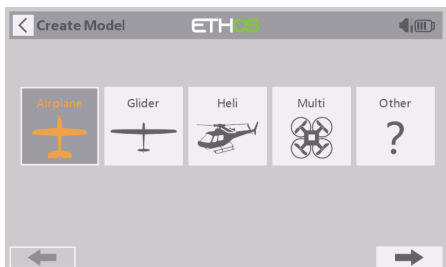 Create Model
ETHOS
Airplane
Glider
Heli
Multi
Other
?